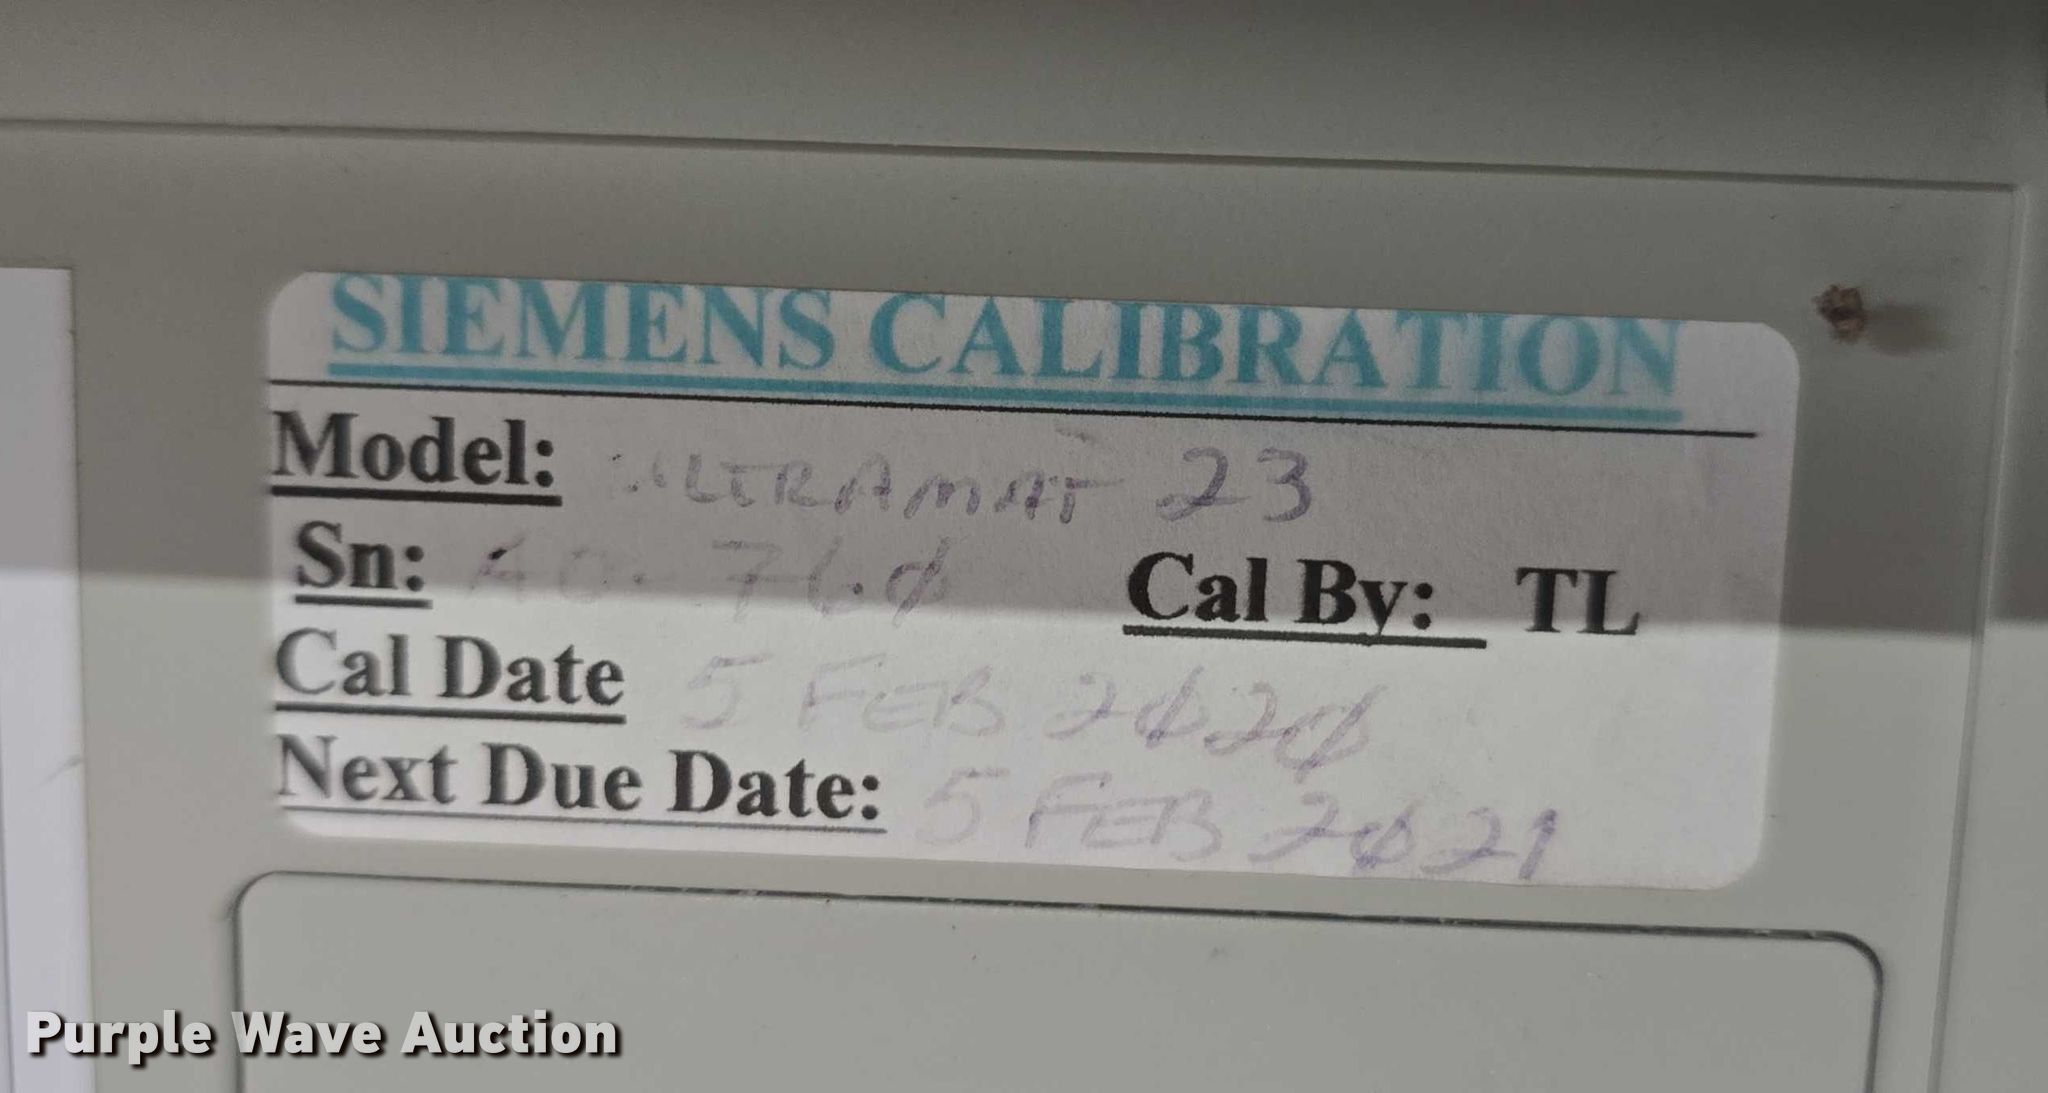 SIEMENS CALIBRATION
Model: ULTRAMAT 23
Sn: Cal By: TL
Cal Date 5 FEB 2020
Next Due Date: 5 FEB 2021
Purple Wave Auction